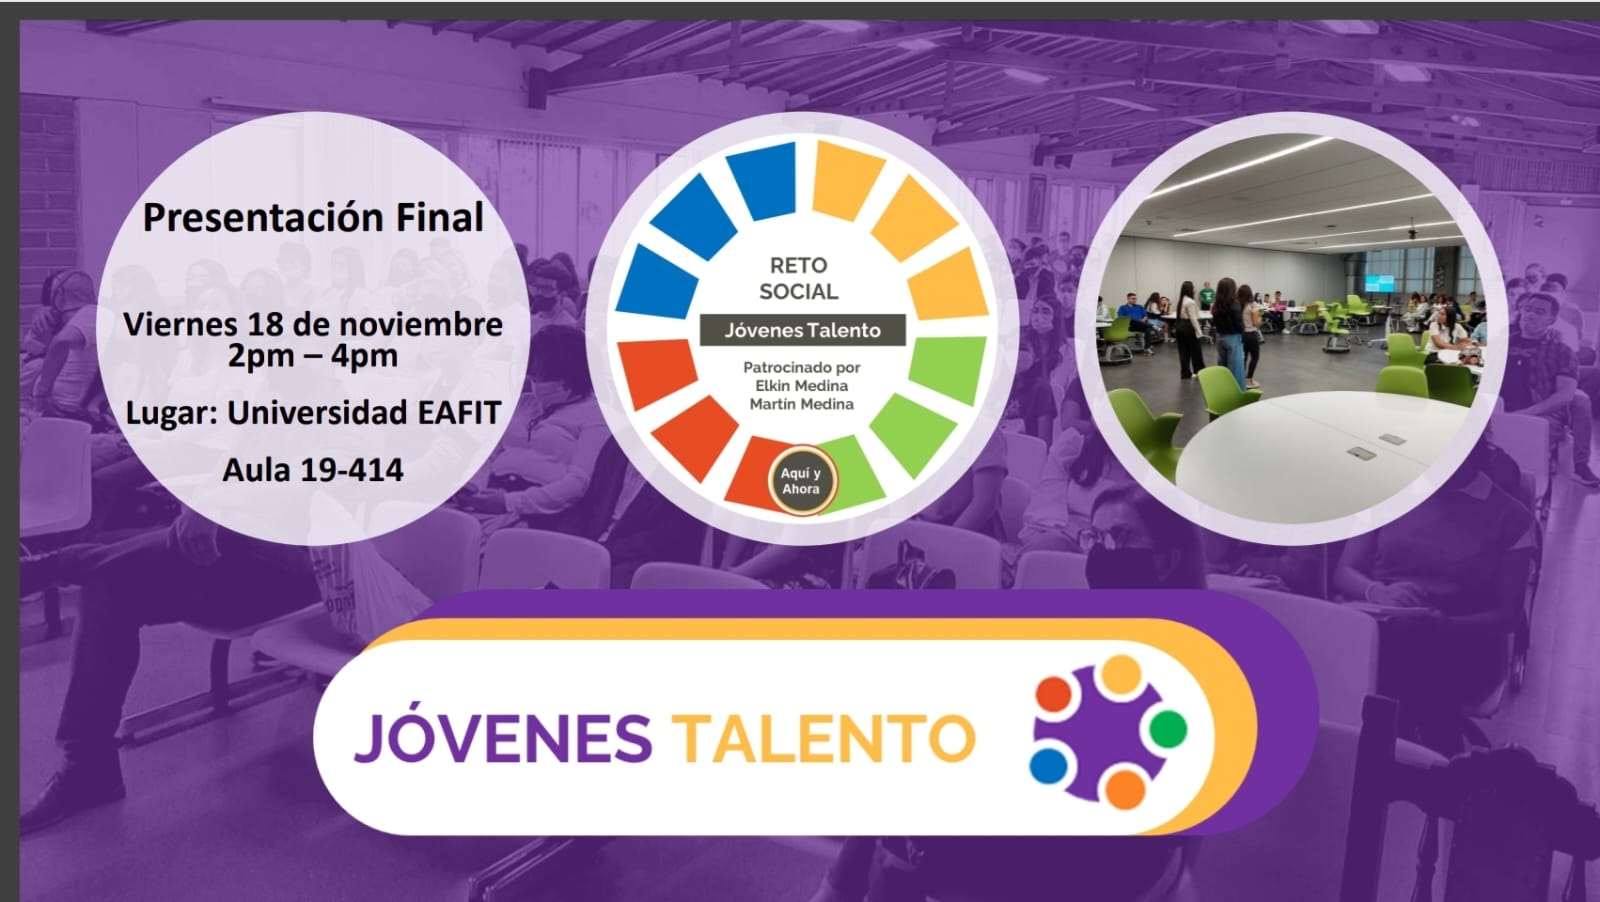 Presentación Final
Viernes 18 de noviembre
2pm – 4pm
Lugar: Universidad EAFIT
Aula 19-414
RETO
SOCIAL
Jóvenes Talento
Patrocinado por
Elkin Medina
Martín Medina
Aquí y
Ahora
JÓVENES TALENTO